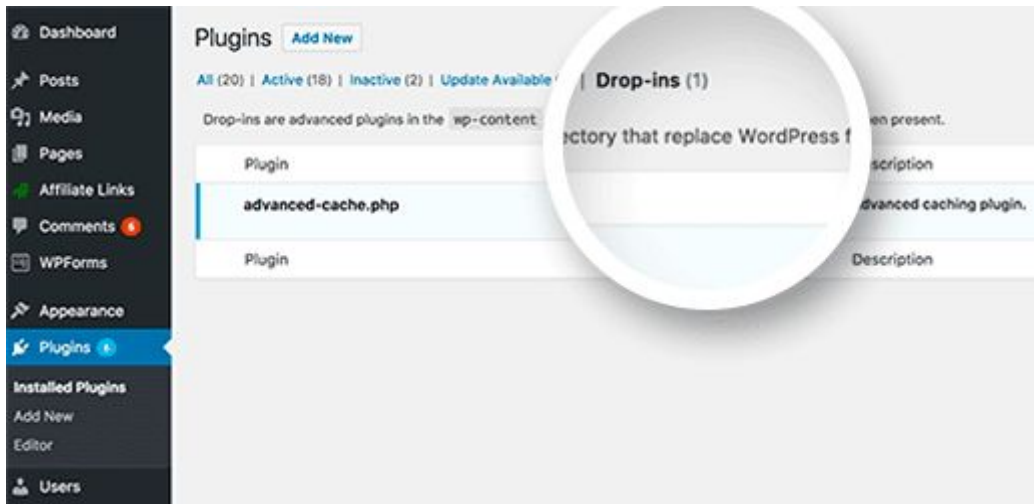 Dashboard
Posts
Media
Pages
Affiliate Links
Comments 6
WPForms
Appearance
Plugins 6
Installed Plugins
Add New
Editor
Users
Plugins Add New
All (20) | Active (18) | Inactive (2) | Update Available | Drop-ins (1)
Drop-ins are advanced plugins in the wp-content ectory that replace WordPress f en present.
Plugin scription
advanced-cache.php dvanced caching plugin.
Plugin Description